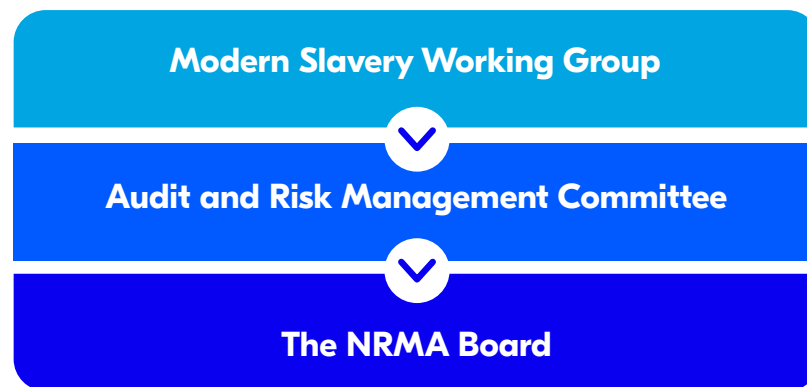 Modern Slavery Working Group
Audit and Risk Management Committee
The NRMA Board